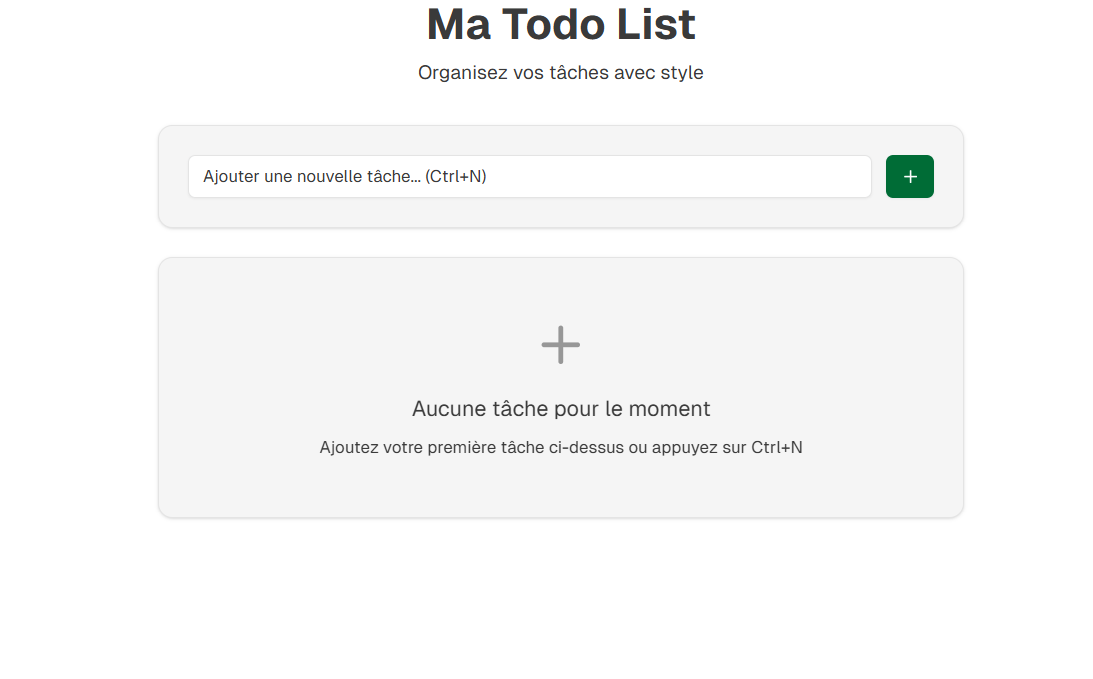 Ma Todo List
Organisez vos tâches avec style
Ajouter une nouvelle tâche... (Ctrl+N)
Aucune tâche pour le moment
Ajoutez votre première tâche ci-dessus ou appuyez sur Ctrl+N